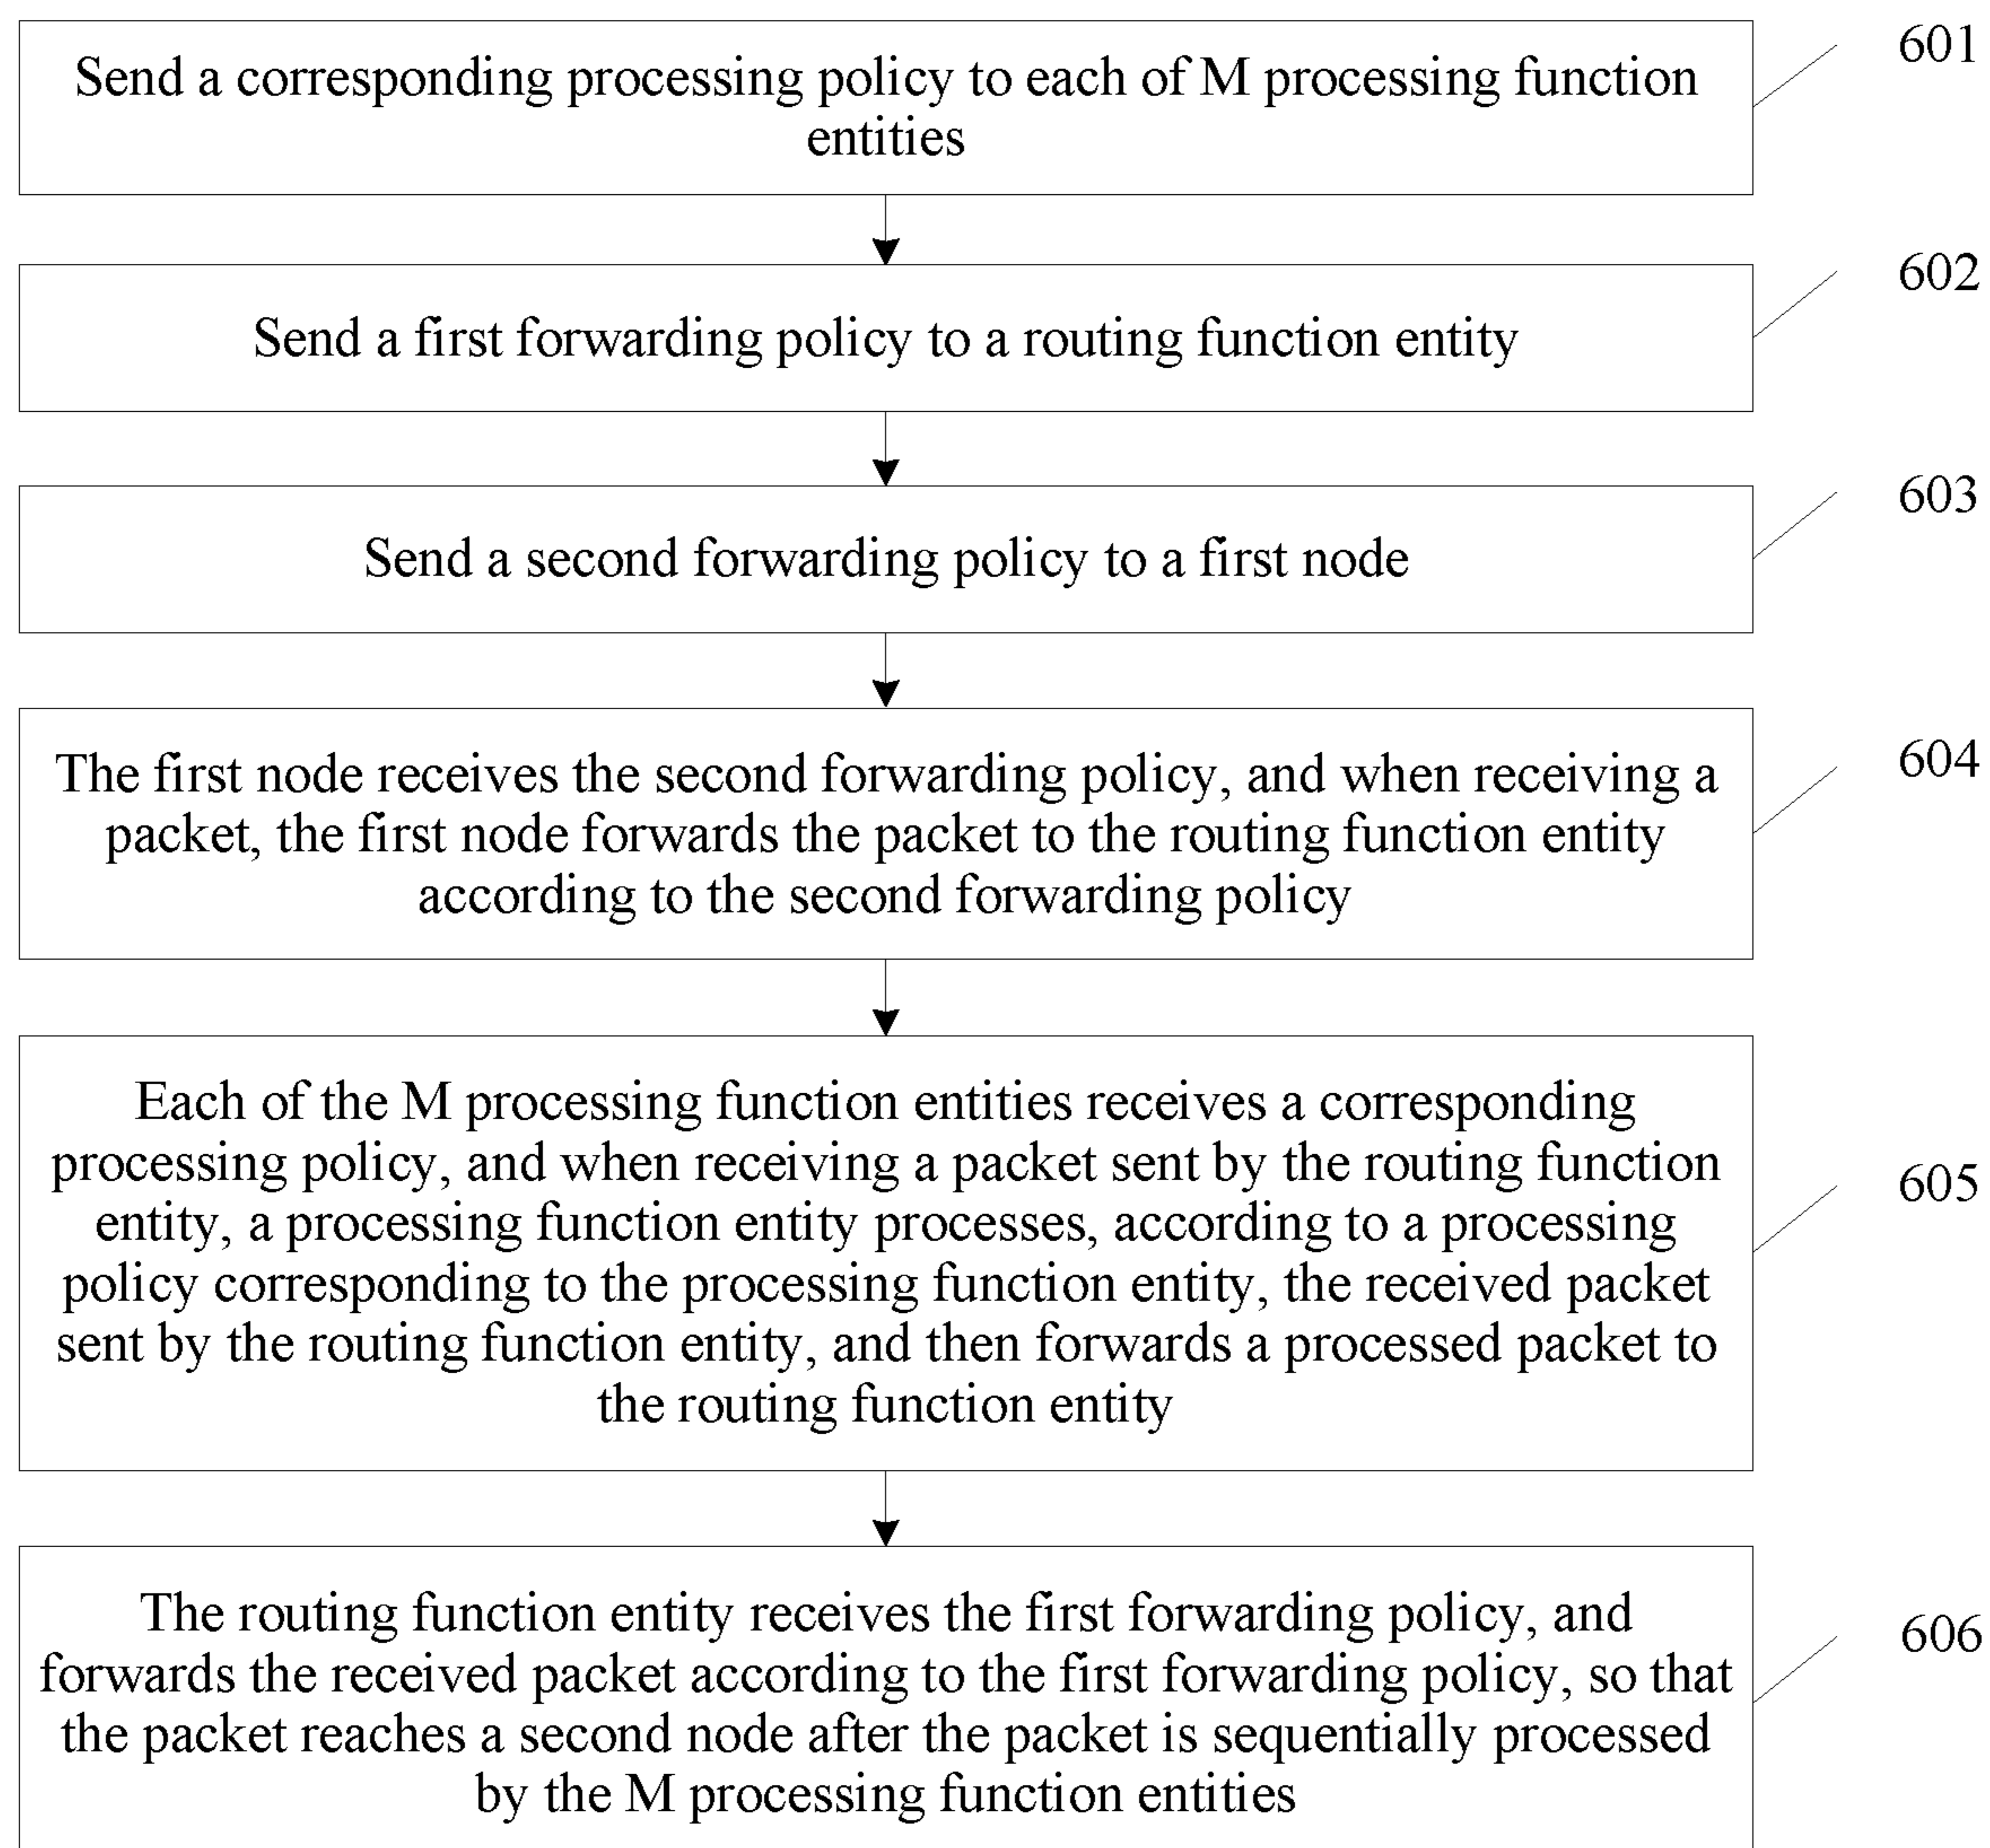 Send a corresponding processing policy to each of M processing function
entities
601
Send a first forwarding policy to a routing function entity
602
Send a second forwarding policy to a first node
603
The first node receives the second forwarding policy, and when receiving a
packet, the first node forwards the packet to the routing function entity
according to the second forwarding policy
604
Each of the M processing function entities receives a corresponding
processing policy, and when receiving a packet sent by the routing function
entity, a processing function entity processes, according to a processing
policy corresponding to the processing function entity, the received packet
sent by the routing function entity, and then forwards a processed packet to
the routing function entity
605
The routing function entity receives the first forwarding policy, and
forwards the received packet according to the first forwarding policy, so that
the packet reaches a second node after the packet is sequentially processed
by the M processing function entities
606